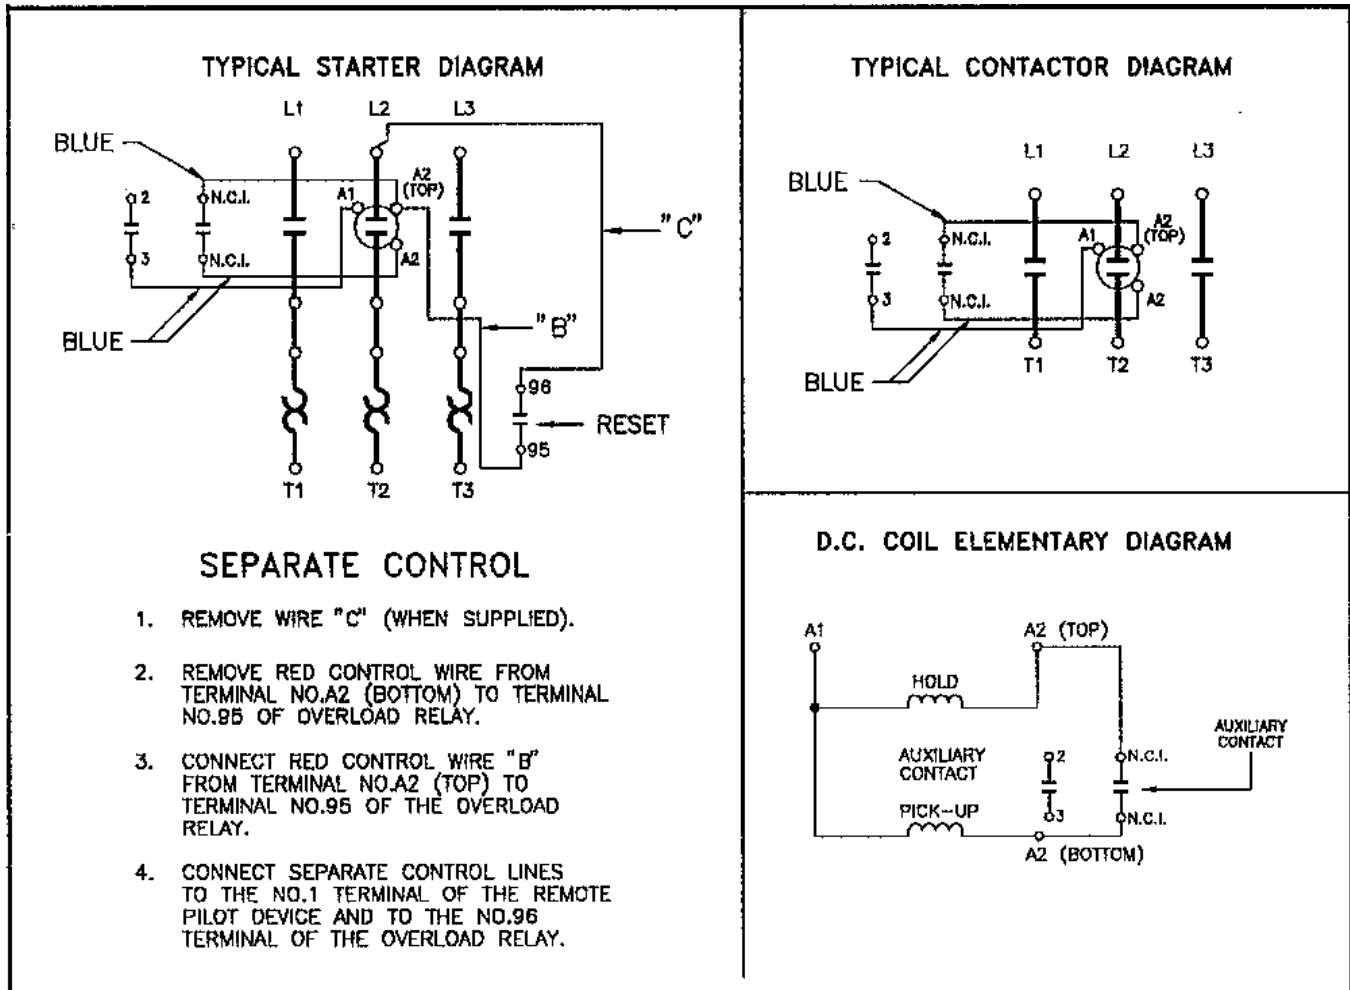 TYPICAL STARTER DIAGRAM
L1 L2 L3
BLUE
A2
(TOP)
A1
2
N.C.I.
"C"
3
N.C.I.
A2
BLUE
"B"
96
RESET
95
T1 T2 T3
SEPARATE CONTROL
1. REMOVE WIRE "C" (WHEN SUPPLIED).
2. REMOVE RED CONTROL WIRE FROM
TERMINAL NO.A2 (BOTTOM) TO TERMINAL
NO.95 OF OVERLOAD RELAY.
3. CONNECT RED CONTROL WIRE "B"
FROM TERMINAL NO.A2 (TOP) TO
TERMINAL NO.95 OF THE OVERLOAD
RELAY.
4. CONNECT SEPARATE CONTROL LINES
TO THE NO.1 TERMINAL OF THE REMOTE
PILOT DEVICE AND TO THE NO.96
TERMINAL OF THE OVERLOAD RELAY.
TYPICAL CONTACTOR DIAGRAM
L1 L2 L3
BLUE
A2
(TOP)
A1
2
N.C.I.
3
N.C.I.
A2
BLUE
T1 T2 T3
D.C. COIL ELEMENTARY DIAGRAM
A1
A2 (TOP)
HOLD
AUXILIARY
CONTACT
AUXILIARY
CONTACT
2
N.C.I.
PICK-UP
3
N.C.I.
A2 (BOTTOM)